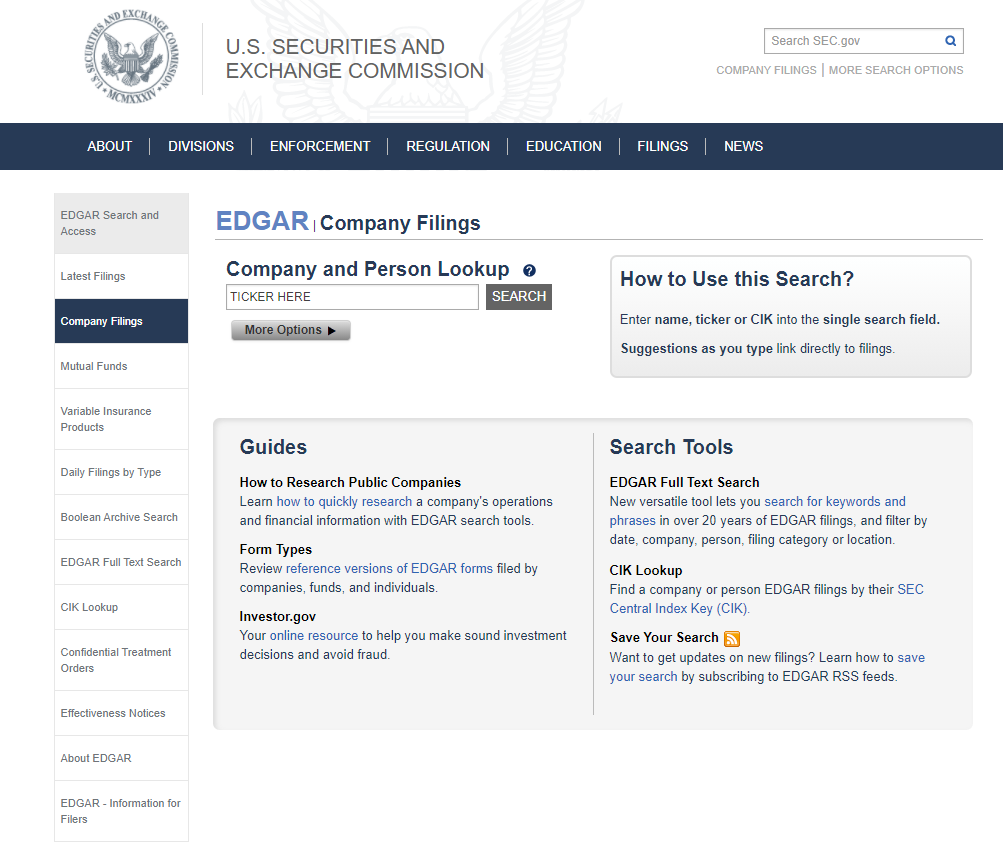 U.S. SECURITIES AND EXCHANGE COMMISSION
MCMXXXIV
U.S. SECURITIES AND
EXCHANGE COMMISSION
Search SEC.gov
COMPANY FILINGS | MORE SEARCH OPTIONS
ABOUT
DIVISIONS
ENFORCEMENT
REGULATION
EDUCATION
FILINGS
NEWS
EDGAR Search and
Access
Latest Filings
Company Filings
Mutual Funds
Variable Insurance
Products
Daily Filings by Type
Boolean Archive Search
EDGAR Full Text Search
CIK Lookup
Confidential Treatment
Orders
Effectiveness Notices
About EDGAR
EDGAR - Information for
Filers
EDGAR | Company Filings
Company and Person Lookup ?
TICKER HERE
SEARCH
More Options
How to Use this Search?
Enter name, ticker or CIK into the single search field.
Suggestions as you type link directly to filings.
Guides
How to Research Public Companies
Learn how to quickly research a company's operations
and financial information with EDGAR search tools.
Form Types
Review reference versions of EDGAR forms filed by
companies, funds, and individuals.
Investor.gov
Your online resource to help you make sound investment
decisions and avoid fraud.
Search Tools
EDGAR Full Text Search
New versatile tool lets you search for keywords and
phrases in over 20 years of EDGAR filings, and filter by
date, company, person, filing category or location.
CIK Lookup
Find a company or person EDGAR filings by their SEC
Central Index Key (CIK).
Save Your Search
Want to get updates on new filings? Learn how to save
your search by subscribing to EDGAR RSS feeds.